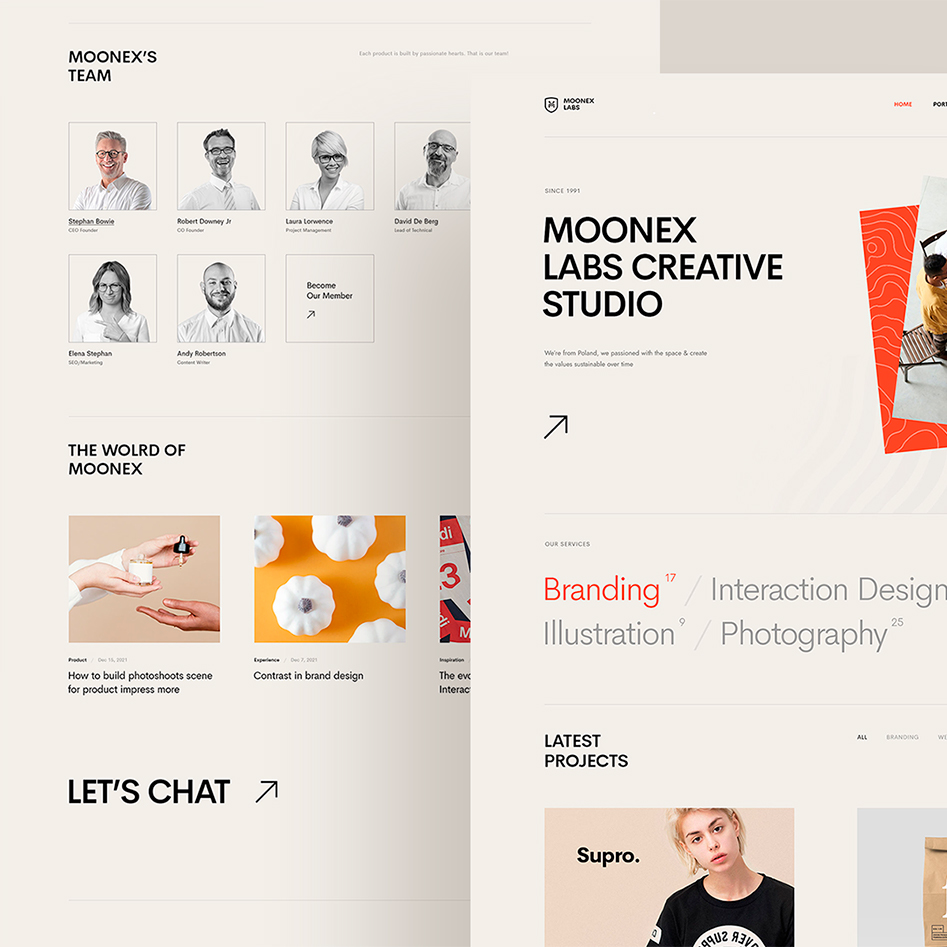 MOONEX'S
TEAM
Each product is built by passionate hearts. That is our team!
Stephan Bowie
CEO Founder
Robert Downey Jr
CO Founder
Laura Lorwence
Project Management
David De Berg
Lead of Technical
Elena Stephan
SEO/Marketing
Andy Robertson
Content Writer
Become
Our Member
THE WOLRD OF
MOONEX
Product / Dec 16, 2021
How to build photoshoots scene
for product impress more
Experience / Dec 7, 2021
Contrast in brand design
Inspiration
The evo
Interac
LET'S CHAT
MOONEX
LABS
HOME
PORT
SINCE 1991
MOONEX
LABS CREATIVE
STUDIO
We're from Poland, we passioned with the space & create
the values sustainable over time
OUR SERVICES
Branding 17 / Interaction Design
Illustration 9 / Photography 25
LATEST
PROJECTS
ALL
BRANDING
WE
Supro.